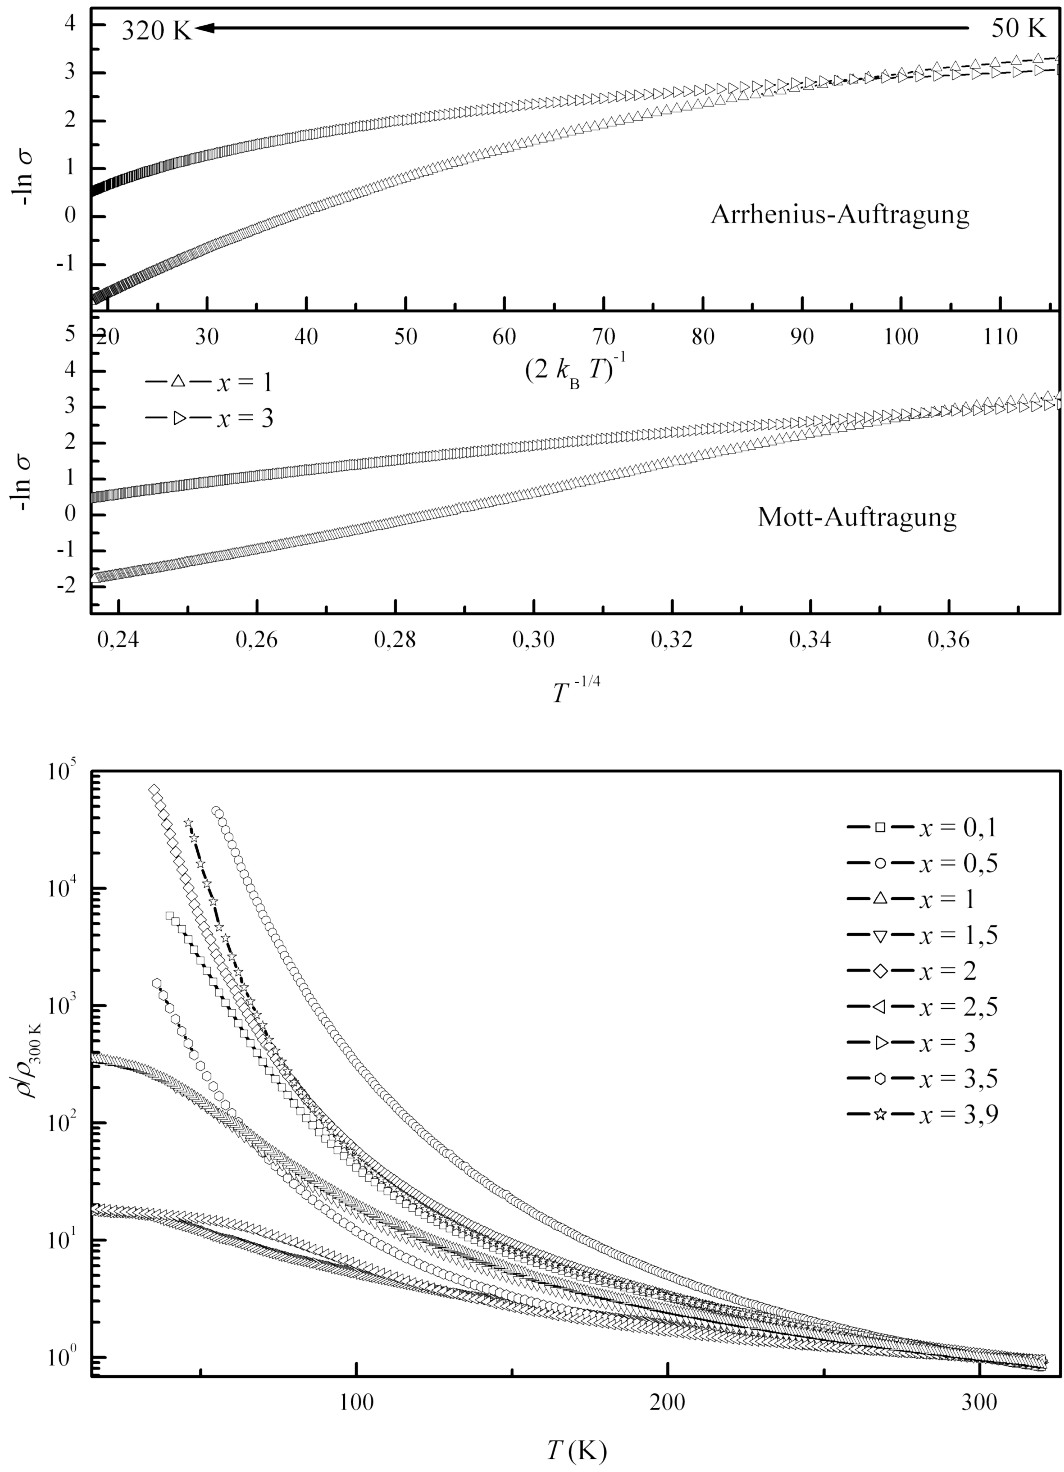 320 K
50 K
4
3
2
1
0
-1
-ln σ
Arrhenius-Auftragung
20 30 40 50 60 70 80 90 100 110
(2 k_B T)^-1
5
4
3
2
1
0
-1
-2
-ln σ
x = 1
x = 3
Mott-Auftragung
0,24 0,26 0,28 0,30 0,32 0,34 0,36
T^-1/4
10^5
10^4
10^3
10^2
10^1
10^0
ρ/ρ_300 K
x = 0,1
x = 0,5
x = 1
x = 1,5
x = 2
x = 2,5
x = 3
x = 3,5
x = 3,9
100 200 300
T (K)